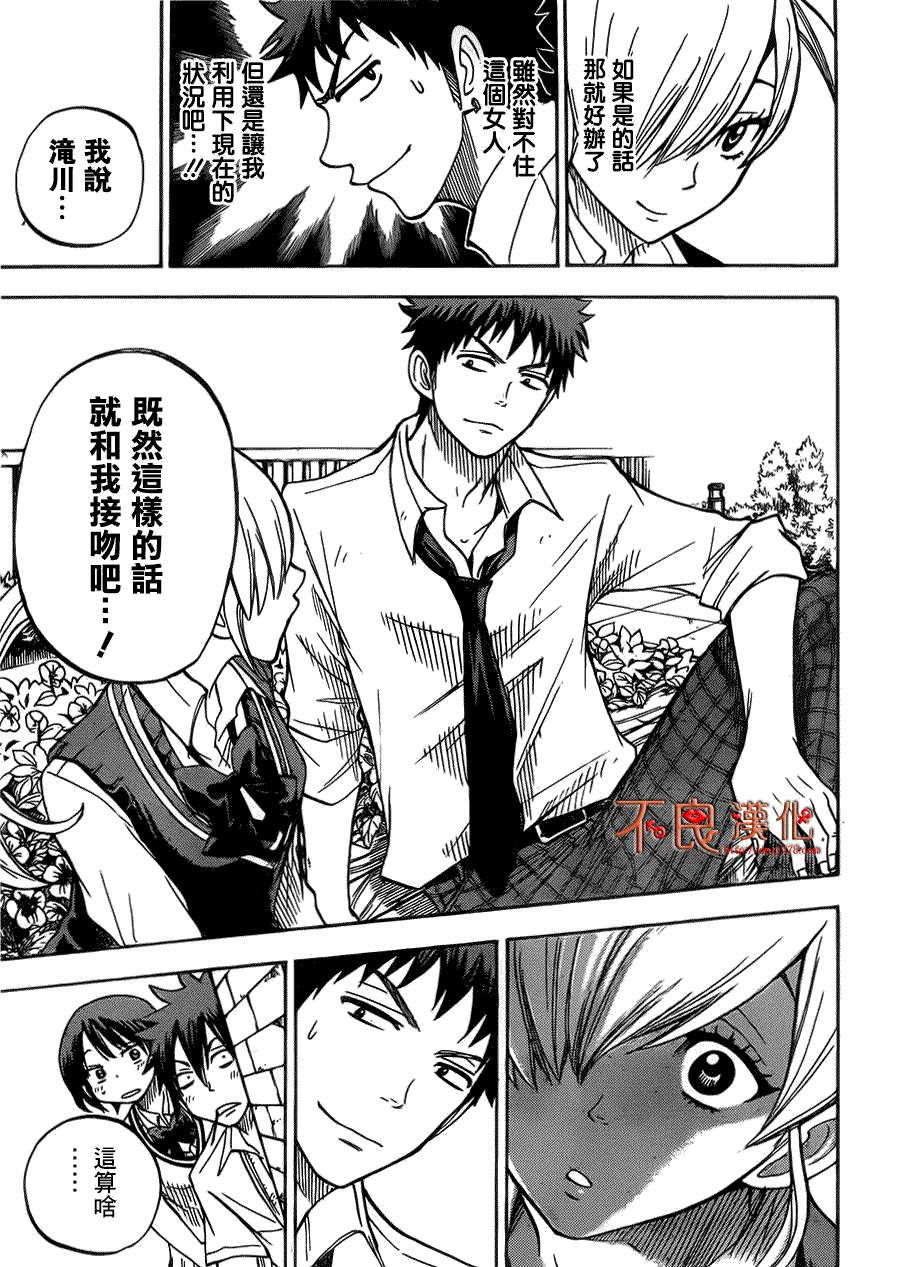 如果是的話
那就好辦了
雖然對不住
這個女人
但還是讓我
利用下現在的
狀況吧…!!
我說
滝川…
既然這樣的話
就和我接吻吧…!
不良漢化
這算啥
……